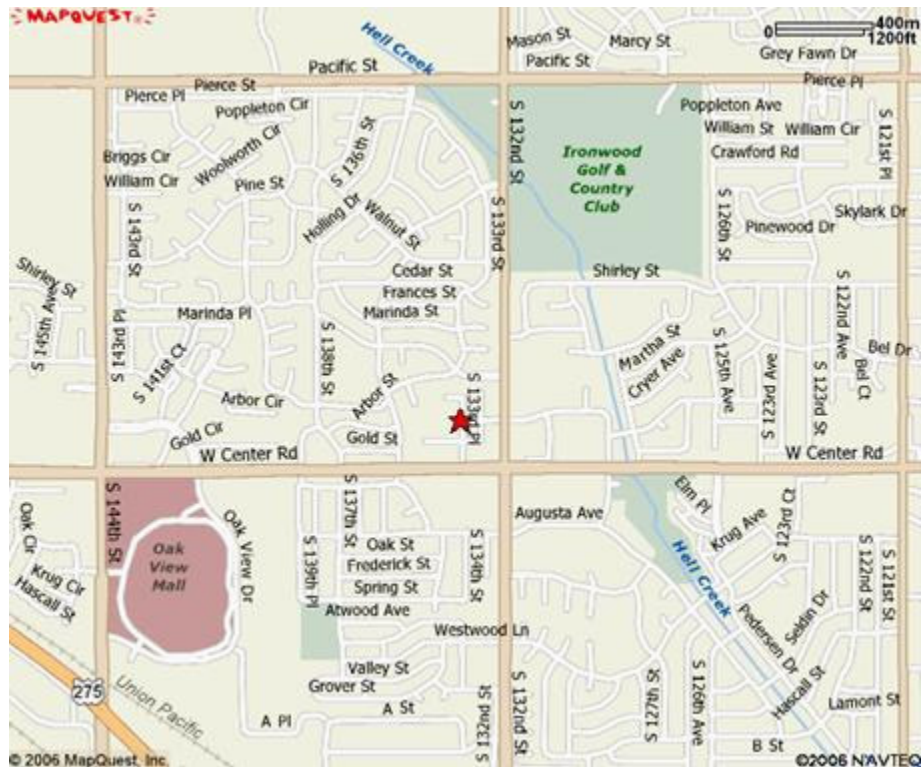 MAPQUEST
Hell Creek
0 400m
1200ft
Mason St
Marcy St
Pacific St
Grey Fawn Dr
Pacific St
Pierce St
Pierce Pl
Pierce Pl
Poppleton Cir
Poppleton Ave
S 136th St
S 132nd St
S 121st Pl
William St
William Cir
Woolworth Cir
Briggs Cir
Crawford Rd
Ironwood
Golf &
Country
Club
William Cir
Pine St
Holling Dr
Walnut St
S 133rd St
S 143rd St
S 126th St
Skylark Dr
Pinewood Dr
Shirley St
Cedar St
Shirley St
Frances St
S 145th Ave
Marinda Pl
Marinda St
S 122nd Ave
S 143rd Pl
S 138th St
Martha St
Bel Dr
S 141st Ct
Cryer Ave
S 125th Ave
S 123rd Ave
S 123rd St
Bel Ct
Arbor Cir
Arbor St
S 133rd Pl
Gold Cir
Gold St
W Center Rd
W Center Rd
S 144th St
Oak View Dr
S 137th St
Augusta Ave
Elm Pl
Krug Ave
S 123rd Ct
Oak Cir
Oak
View
Mall
S 139th Pl
Oak St
S 134th St
Hell Creek
S 122nd St
S 121st St
Krug Cir
Frederick St
Hascall St
Spring St
Atwood Ave
Pedersen Dr
Seldin Dr
Westwood Ln
Valley St
Grover St
275
Union Pacific
A Pl
A St
S 132nd St
S 132nd St
S 127th St
S 126th Ave
Hascall St
Lamont St
B St
© 2006 MapQuest, Inc.
©2006 NAVTEQ